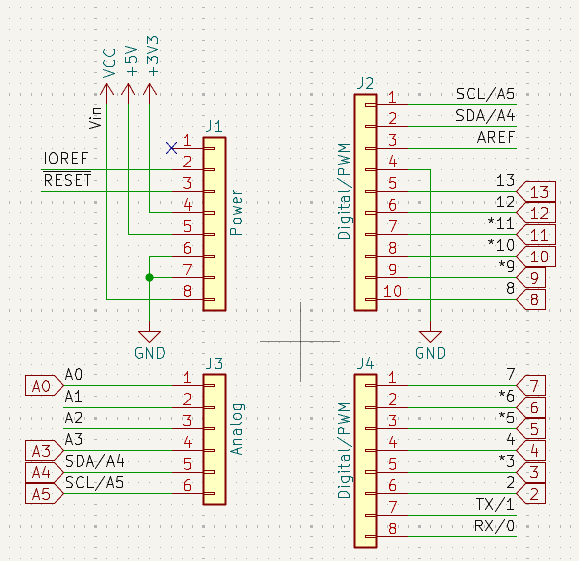 VCC
+5V
+3V3
Vin
J1
Power
1
IOREF
2
RESET
3
4
5
6
7
8
GND
J2
Digital/PWM
1 SCL/A5
2 SDA/A4
3 AREF
4
5 13 13
6 12 12
7 *11 11
8 *10 10
9 *9 9
10 8 8
GND
J3
Analog
A0 A0 1
A1 2
A2 3
A3 A3 4
A4 SDA/A4 5
A5 SCL/A5 6
J4
Digital/PWM
1 7 7
2 *6 6
3 *5 5
4 4 4
5 *3 3
6 2 2
7 TX/1
8 RX/0